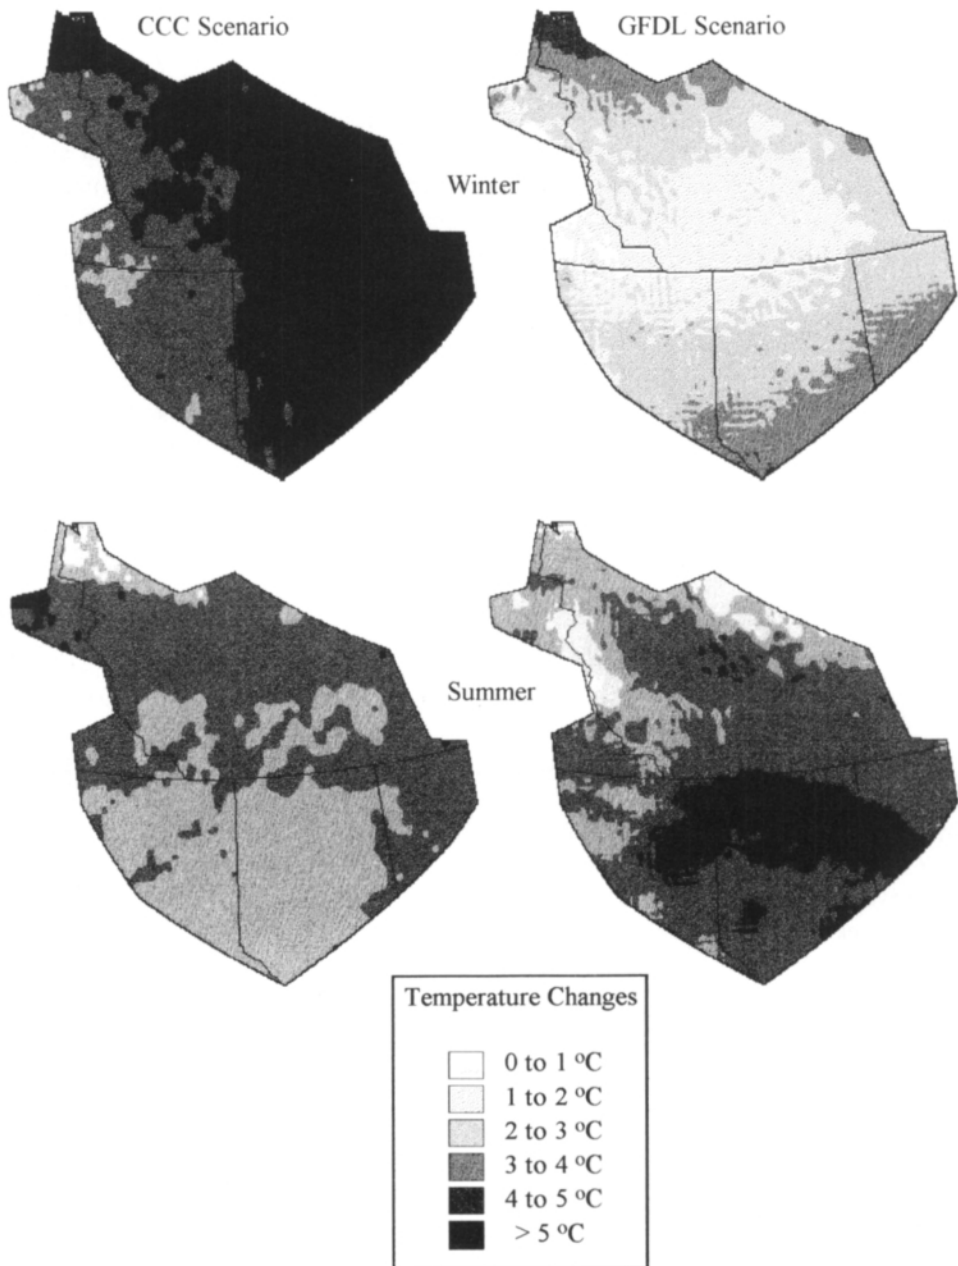 CCC Scenario
GFDL Scenario
Winter
Summer
Temperature Changes
0 to 1 °C
1 to 2 °C
2 to 3 °C
3 to 4 °C
4 to 5 °C
> 5 °C